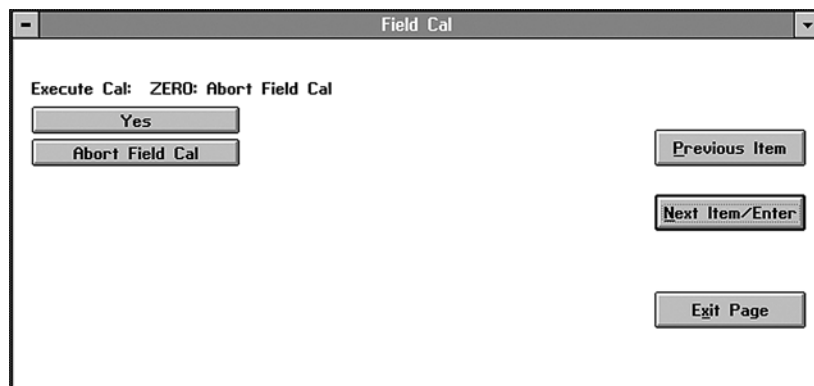 Field Cal
Execute Cal: ZERO: Abort Field Cal
Yes
Abort Field Cal
Previous Item
Next Item/Enter
Exit Page